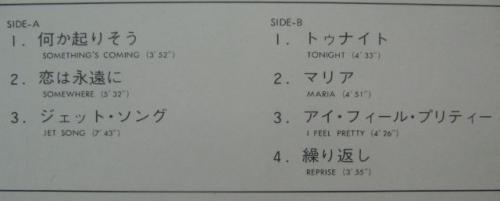 SIDE-A
1. 何か起りそう
SOMETHING'S COMING (3′52″)
2. 恋は永遠に
SOMEWHERE (5′32″)
3. ジェット・ソング
JET SONG (7′43″)
SIDE-B
1. トゥナイト
TONIGHT (4′33″)
2. マリア
MARIA (4′51″)
3. アイ・フィール・プリティー
I FEEL PRETTY (4′26″)
4. 繰り返し
REPRISE (3′55″)